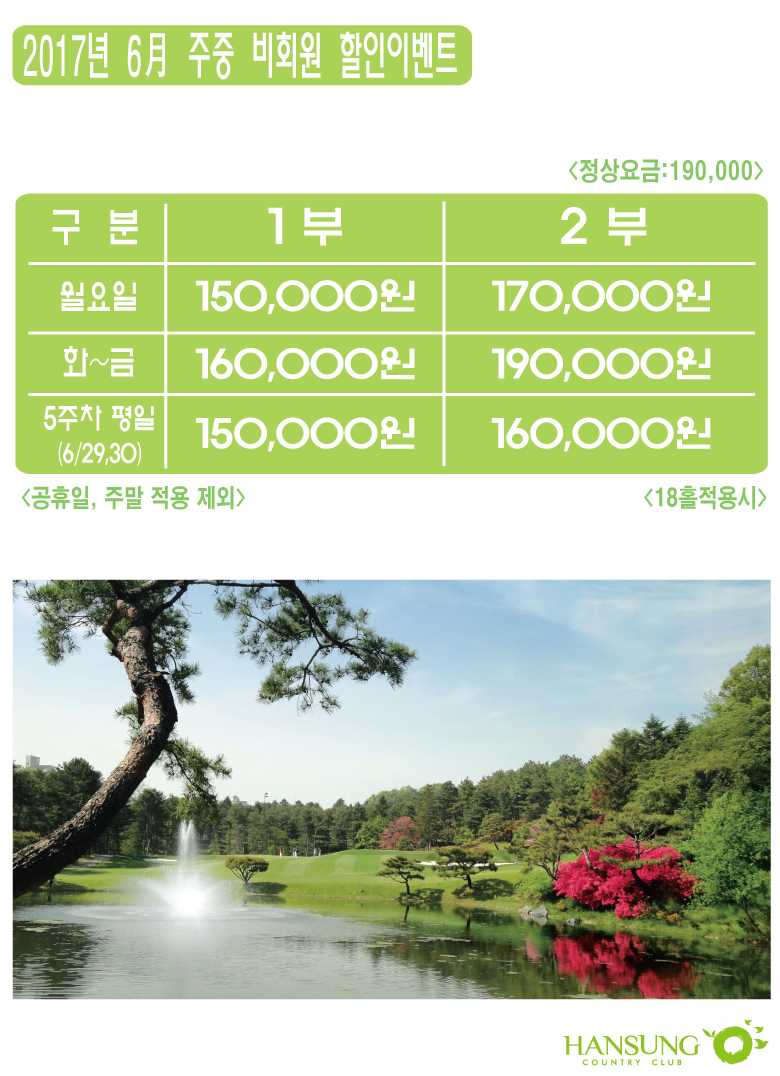 2017년 6月 주중 비회원 할인이벤트
<정상요금:190,000>
구 분 1부 2부
월요일 150,000원 170,000원
화~금 160,000원 190,000원
5주차 평일 150,000원 160,000원
(6/29,30)
<공휴일, 주말 적용 제외> <18홀적용시>
HANSUNG
COUNTRY CLUB